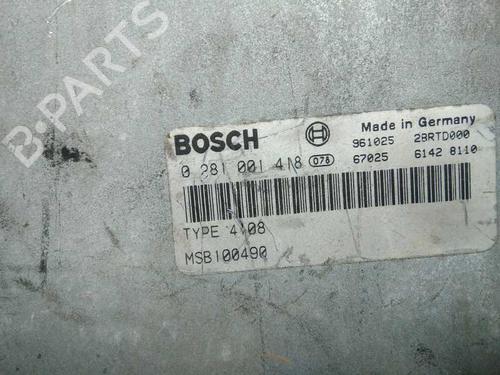 B-PARTS
BOSCH
Made in Germany
961025 2BRTD000
0 281 001 418 078 67025 6142 8110
TYPE 4.08
MSB100490